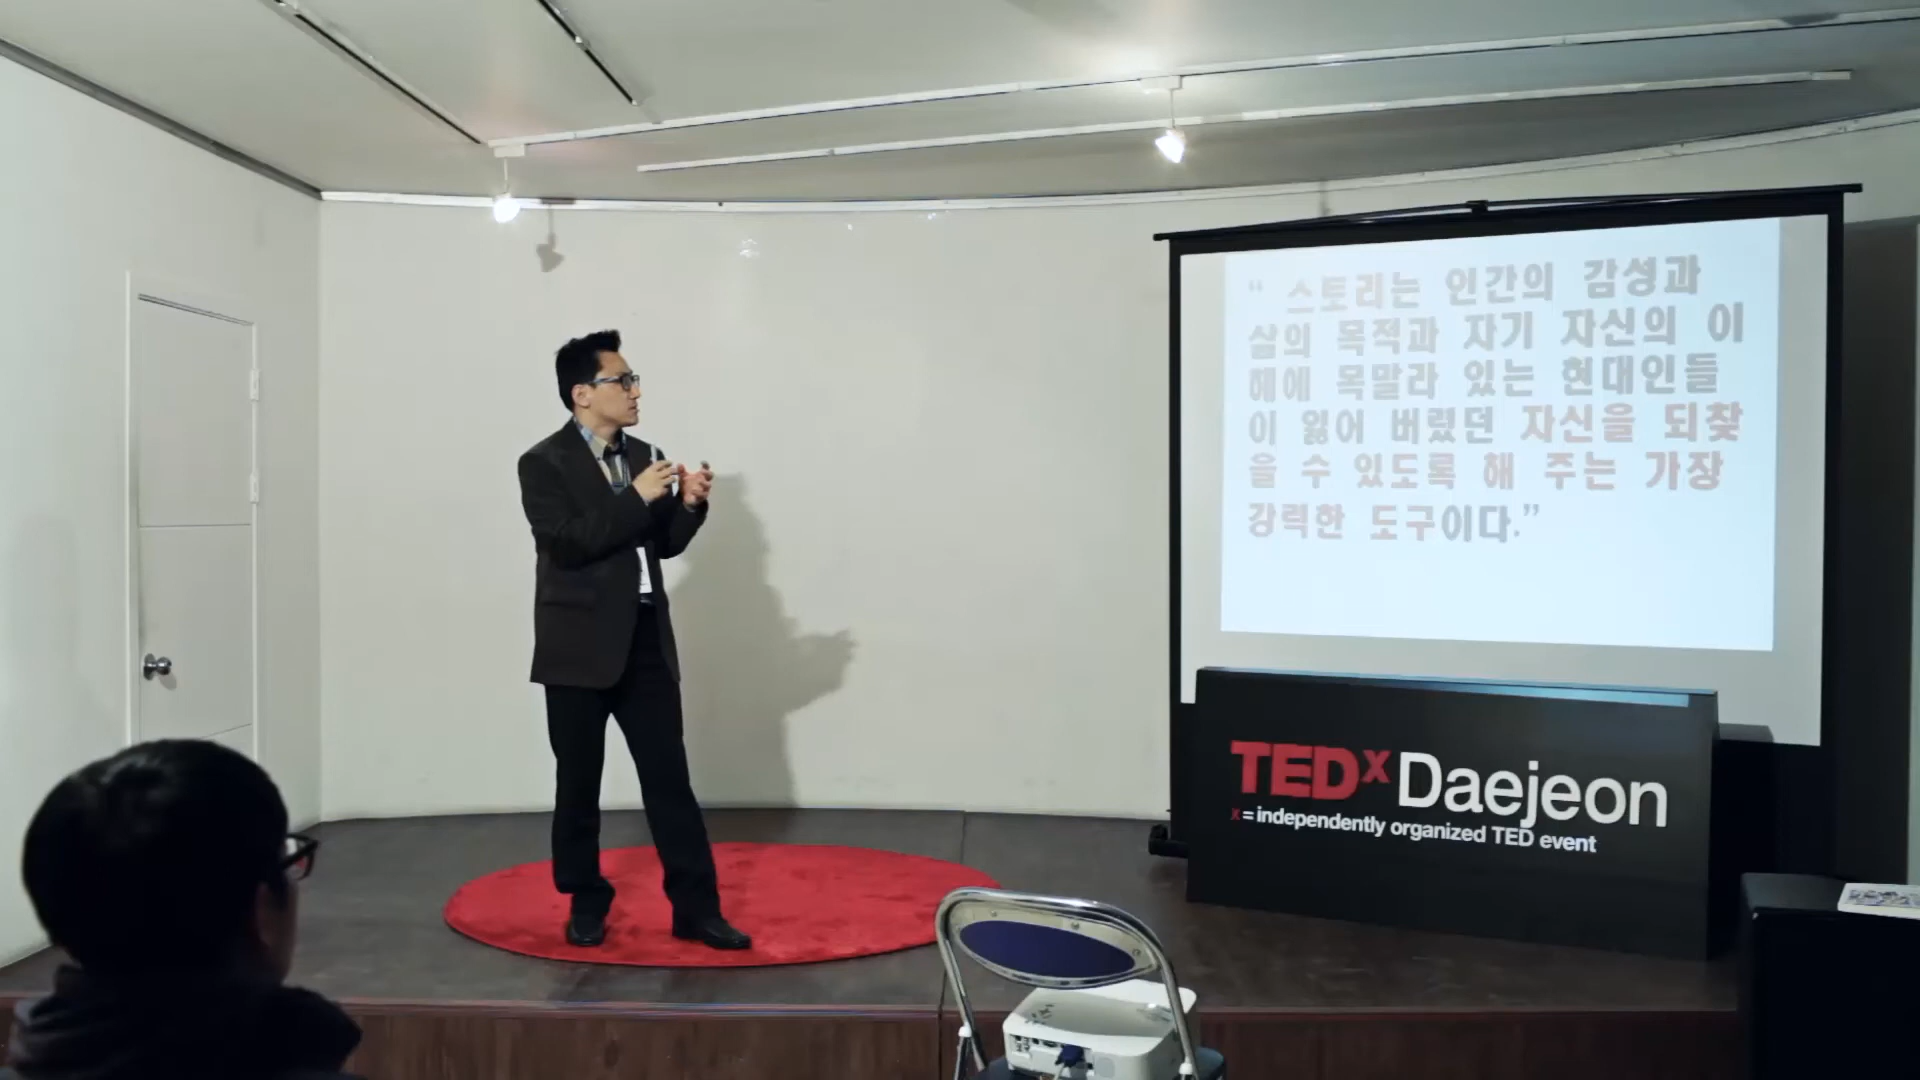 “ 스토리는 인간의 감성과
삶의 목적과 자기 자신의 이
해에 목말라 있는 현대인들
이 잃어 버렸던 자신을 되찾
을 수 있도록 해 주는 가장
강력한 도구이다.”
TEDx Daejeon
x = independently organized TED event